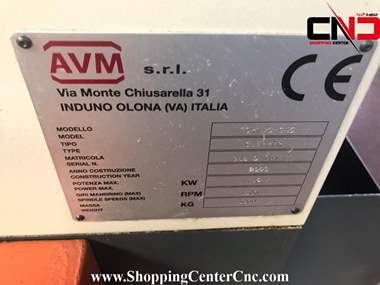 CNC
SHOPPING CENTER
AVM s.r.l.
CE
Via Monte Chiusarella 31
INDUNO OLONA (VA) ITALIA
MODELLO
MODEL
TIPO
TYPE
MATRICOLA
SERIAL N.
ANNO COSTRUZIONE
CONSTRUCTION YEAR
POTENZA MAX.
POWER MAX. KW
GIRI MANDRINO (MAX)
SPINDLE SPEEDS (MAX) RPM
MASSA
WEIGHT KG
www.ShoppingCenterCnc.com